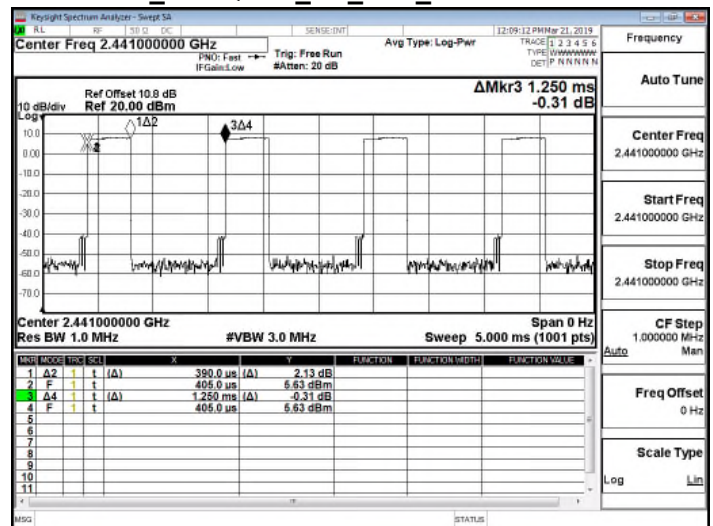 Keysight Spectrum Analyzer - Swept SA
RL RF 50 Ω DC SENSE:INT 12:09:12 PM Mar 21, 2019
Center Freq 2.441000000 GHz
PNO: Fast
IFGain:Low
Trig: Free Run
#Atten: 20 dB
Avg Type: Log-Pwr
TRACE 1 2 3 4 5 6
TYPE WWWWWW
DET P N N N N N
ΔMkr3 1.250 ms
-0.31 dB
Ref Offset 10.8 dB
Ref 20.00 dBm
10 dB/div
Log
1Δ2
3Δ4
2
10.0
0.00
-10.0
-20.0
-30.0
-40.0
-50.0
-60.0
-70.0
Center 2.441000000 GHz Span 0 Hz
Res BW 1.0 MHz #VBW 3.0 MHz Sweep 5.000 ms (1001 pts)
MKR MODE TRC SCL X Y FUNCTION FUNCTION WIDTH FUNCTION VALUE
1 Δ2 1 t (Δ) 390.0 µs (Δ) 2.13 dB
2 F 1 t 405.0 µs 5.63 dBm
3 Δ4 1 t (Δ) 1.250 ms (Δ) -0.31 dB
4 F 1 t 405.0 µs 5.63 dBm
5
6
7
8
9
10
11
MSG STATUS
Frequency
Auto Tune
Center Freq
2.441000000 GHz
Start Freq
2.441000000 GHz
Stop Freq
2.441000000 GHz
CF Step
1.000000 MHz
Auto Man
Freq Offset
0 Hz
Scale Type
Log Lin